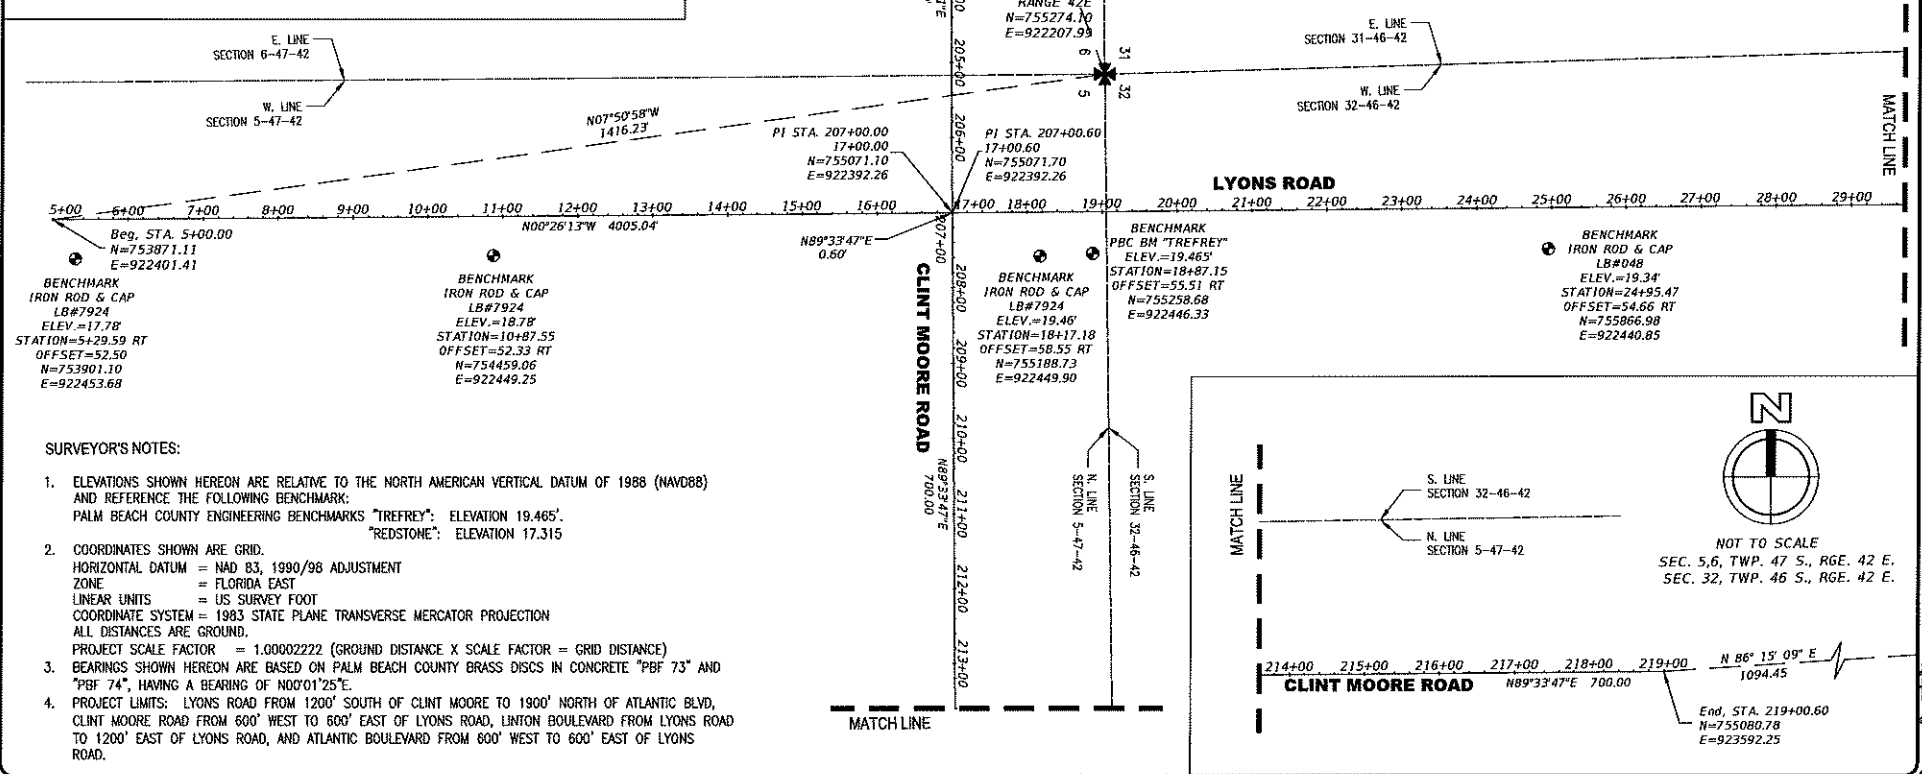 RANGE 42E
N=755274.10
E=922207.99
E. LINE
SECTION 6-47-42
W. LINE
SECTION 5-47-42
E. LINE
SECTION 31-46-42
W. LINE
SECTION 32-46-42
6
31
5
32
MATCH LINE
N07°50'58"W
1416.23'
205+00
206+00
PI STA. 207+00.00
17+00.00
N=755071.10
E=922392.26
PI STA. 207+00.60
17+00.60
N=755071.70
E=922392.26
LYONS ROAD
5+00 6+00 7+00 8+00 9+00 10+00 11+00 12+00 13+00 14+00 15+00 16+00 17+00 18+00 19+00 20+00 21+00 22+00 23+00 24+00 25+00 26+00 27+00 28+00 29+00
N00°26'13"W 4005.04'
Beg. STA. 5+00.00
N=753871.11
E=922401.41
N89°33'47"E
0.60'
BENCHMARK
IRON ROD & CAP
LB#7924
ELEV.=17.78'
STATION=5+29.59 RT
OFFSET=52.50
N=753901.10
E=922453.68
BENCHMARK
IRON ROD & CAP
LB#7924
ELEV.=18.78'
STATION=10+87.55
OFFSET=52.33 RT
N=754459.06
E=922449.25
BENCHMARK
IRON ROD & CAP
LB#7924
ELEV.=19.46'
STATION=18+17.18
OFFSET=58.55 RT
N=755188.73
E=922449.90
BENCHMARK
PBC BM "TREFREY"
ELEV.=19.465'
STATION=18+87.15
OFFSET=55.51 RT
N=755258.68
E=922446.33
BENCHMARK
IRON ROD & CAP
LB#048
ELEV.=19.34'
STATION=24+95.47
OFFSET=54.66 RT
N=755866.98
E=922440.85
CLINT MOORE ROAD
207+00
208+00
209+00
210+00
211+00
212+00
213+00
N89°33'47"E
700.00
N. LINE
SECTION 5-47-42
S. LINE
SECTION 32-46-42
MATCH LINE
SURVEYOR'S NOTES:
1. ELEVATIONS SHOWN HEREON ARE RELATIVE TO THE NORTH AMERICAN VERTICAL DATUM OF 1988 (NAVD88)
AND REFERENCE THE FOLLOWING BENCHMARK:
PALM BEACH COUNTY ENGINEERING BENCHMARKS "TREFREY": ELEVATION 19.465'.
"REDSTONE": ELEVATION 17.315
2. COORDINATES SHOWN ARE GRID.
HORIZONTAL DATUM = NAD 83, 1990/98 ADJUSTMENT
ZONE = FLORIDA EAST
LINEAR UNITS = US SURVEY FOOT
COORDINATE SYSTEM = 1983 STATE PLANE TRANSVERSE MERCATOR PROJECTION
ALL DISTANCES ARE GROUND.
PROJECT SCALE FACTOR = 1.00002222 (GROUND DISTANCE X SCALE FACTOR = GRID DISTANCE)
3. BEARINGS SHOWN HEREON ARE BASED ON PALM BEACH COUNTY BRASS DISCS IN CONCRETE "PBF 73" AND
"PBF 74", HAVING A BEARING OF N00°01'25"E.
4. PROJECT LIMITS: LYONS ROAD FROM 1200' SOUTH OF CLINT MOORE TO 1900' NORTH OF ATLANTIC BLVD,
CLINT MOORE ROAD FROM 600' WEST TO 600' EAST OF LYONS ROAD, LINTON BOULEVARD FROM LYONS ROAD
TO 1200' EAST OF LYONS ROAD, AND ATLANTIC BOULEVARD FROM 600' WEST TO 600' EAST OF LYONS
ROAD.
MATCH LINE
S. LINE
SECTION 32-46-42
N. LINE
SECTION 5-47-42
N
NOT TO SCALE
SEC. 5,6, TWP. 47 S., RGE. 42 E.
SEC. 32, TWP. 46 S., RGE. 42 E.
214+00 215+00 216+00 217+00 218+00 219+00
CLINT MOORE ROAD
N89°33'47"E 700.00
N 86° 15' 09" E
1094.45
End, STA. 219+00.60
N=755080.78
E=923592.25